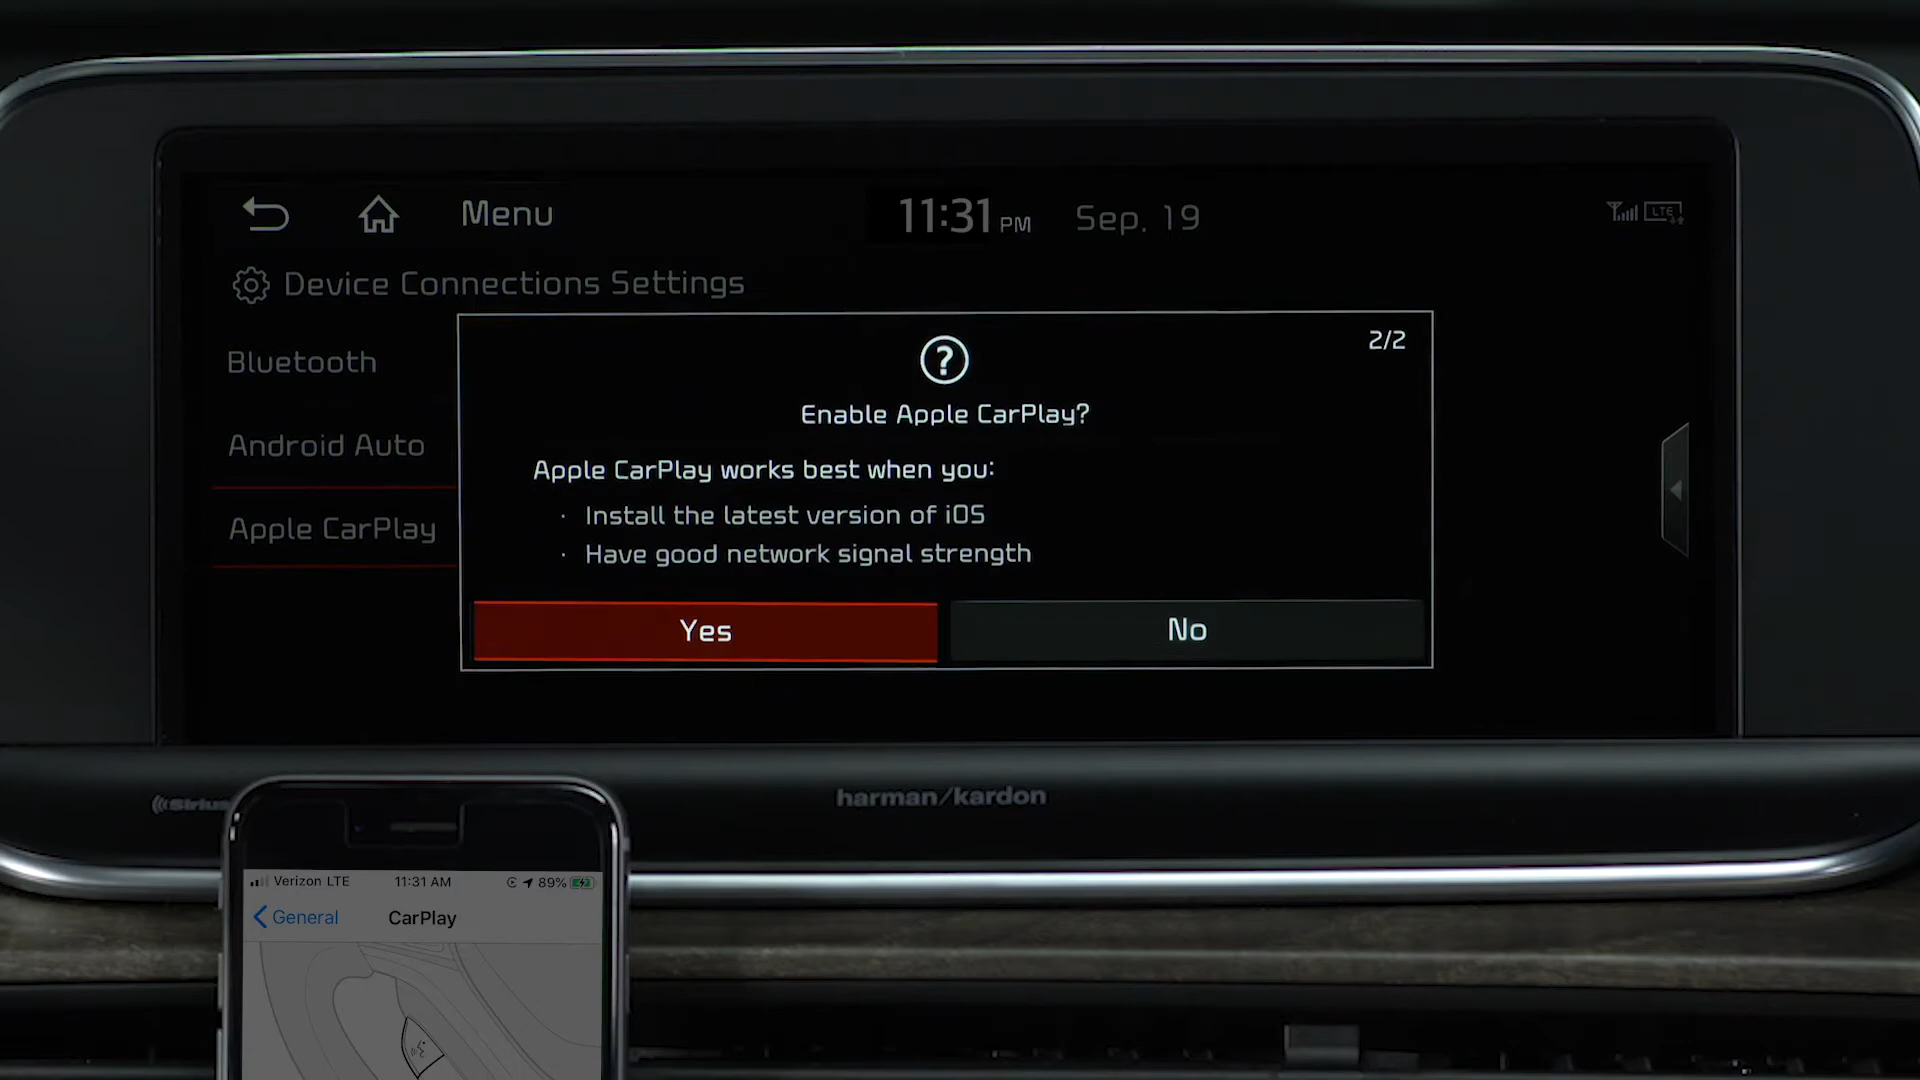 Menu
11:31 PM
Sep. 19
LTE
Device Connections Settings
Bluetooth
Android Auto
Apple CarPlay
2/2
?
Enable Apple CarPlay?
Apple CarPlay works best when you:
· Install the latest version of iOS
· Have good network signal strength
Yes
No
harman/kardon
Verizon LTE
11:31 AM
89%
General
CarPlay